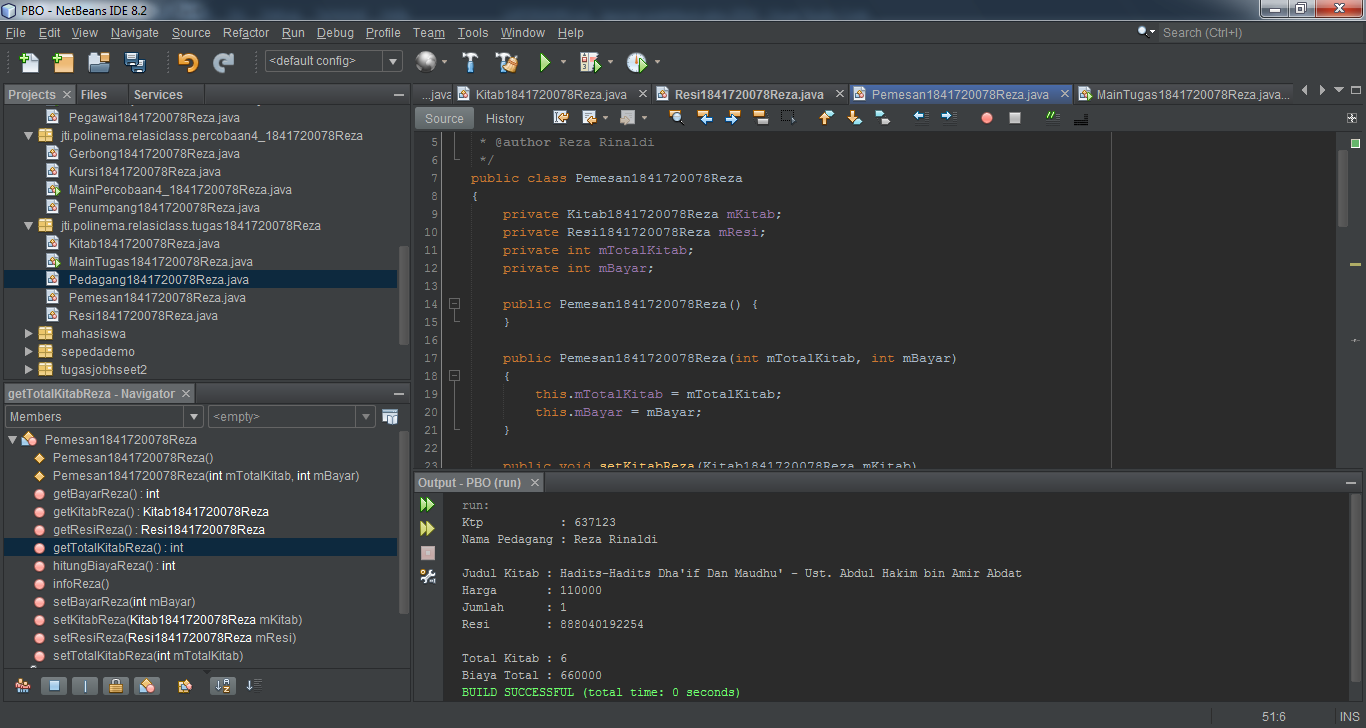 PBO - NetBeans IDE 8.2
File Edit View Navigate Source Refactor Run Debug Profile Team Tools Window Help
Search (Ctrl+I)
<default config>
Projects Files Services
Pegawai1841720078Reza.java
jti.polinema.relasiclass.percobaan4_1841720078Reza
Gerbong1841720078Reza.java
Kursi1841720078Reza.java
MainPercobaan4_1841720078Reza.java
Penumpang1841720078Reza.java
jti.polinema.relasiclass.tugas1841720078Reza
Kitab1841720078Reza.java
MainTugas1841720078Reza.java
Pedagang1841720078Reza.java
Pemesan1841720078Reza.java
Resi1841720078Reza.java
mahasiswa
sepedademo
tugasjobhseet2
getTotalKitabReza - Navigator
Members
<empty>
Pemesan1841720078Reza
Pemesan1841720078Reza()
Pemesan1841720078Reza(int mTotalKitab, int mBayar)
getBayarReza() : int
getKitabReza() : Kitab1841720078Reza
getResiReza() : Resi1841720078Reza
getTotalKitabReza() : int
hitungBiayaReza() : int
infoReza()
setBayarReza(int mBayar)
setKitabReza(Kitab1841720078Reza mKitab)
setResiReza(Resi1841720078Reza mResi)
setTotalKitabReza(int mTotalKitab)
...java Kitab1841720078Reza.java Resi1841720078Reza.java Pemesan1841720078Reza.java MainTugas1841720078Reza.java...
Source History
5 * @author Reza Rinaldi
6 */
7 public class Pemesan1841720078Reza
8 {
9 private Kitab1841720078Reza mKitab;
10 private Resi1841720078Reza mResi;
11 private int mTotalKitab;
12 private int mBayar;
13
14 public Pemesan1841720078Reza() {
15 }
16
17 public Pemesan1841720078Reza(int mTotalKitab, int mBayar)
18 {
19 this.mTotalKitab = mTotalKitab;
20 this.mBayar = mBayar;
21 }
22
23 public void setKitabReza(Kitab1841720078Reza mKitab)
Output - PBO (run)
run:
Ktp : 637123
Nama Pedagang : Reza Rinaldi
Judul Kitab : Hadits-Hadits Dha'if Dan Maudhu' - Ust. Abdul Hakim bin Amir Abdat
Harga : 110000
Jumlah : 1
Resi : 888040192254
Total Kitab : 6
Biaya Total : 660000
BUILD SUCCESSFUL (total time: 0 seconds)
51:6 INS